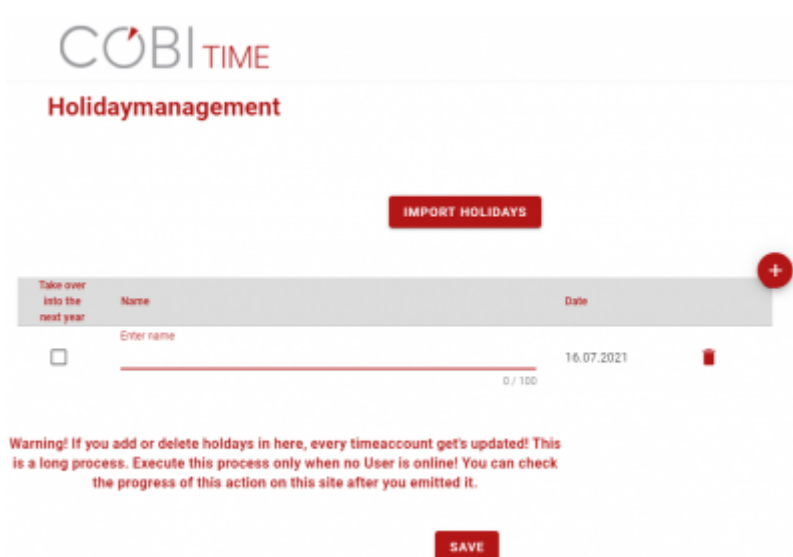 COBI TIME
Holidaymanagement
IMPORT HOLIDAYS
+
Take over
into the
next year
Name
Date
Enter name
16.07.2021
0 / 100
Warning! If you add or delete holdays in here, every timeaccount get's updated! This
is a long process. Execute this process only when no User is online! You can check
the progress of this action on this site after you emitted it.
SAVE